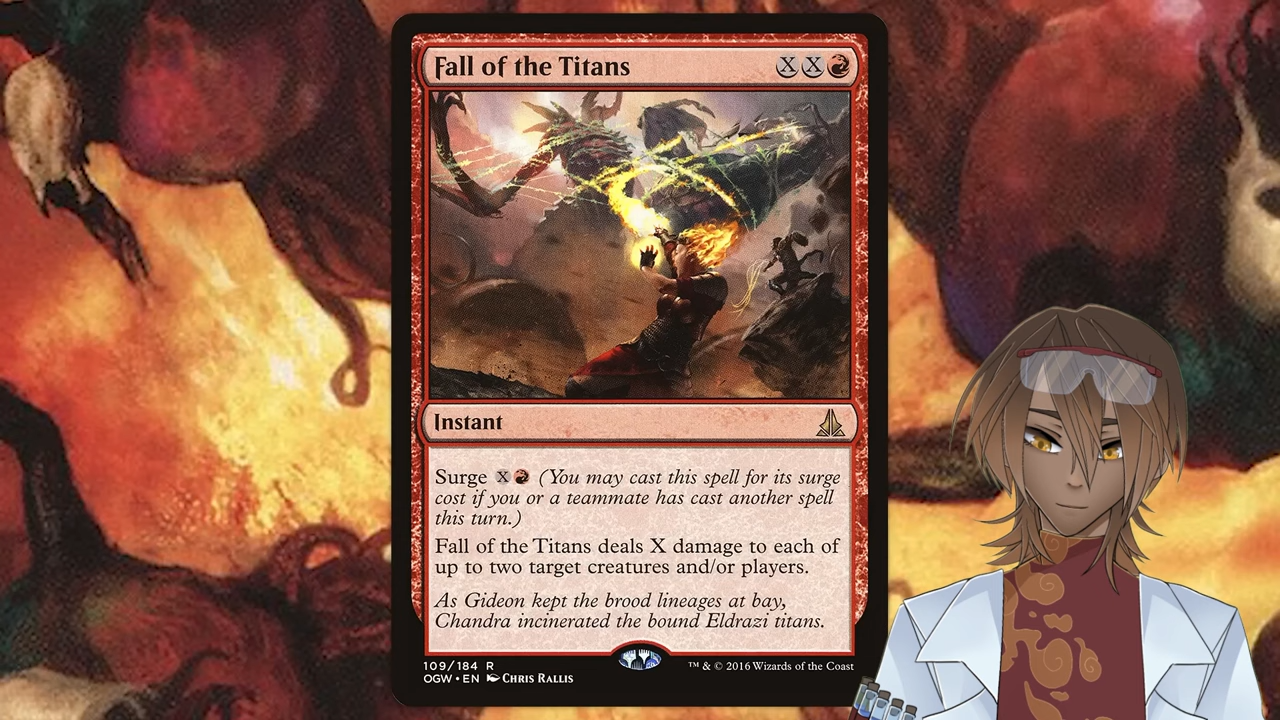 Fall of the Titans XX
Instant
Surge X (You may cast this spell for its surge
cost if you or a teammate has cast another spell
this turn.)
Fall of the Titans deals X damage to each of
up to two target creatures and/or players.
As Gideon kept the brood lineages at bay,
Chandra incinerated the bound Eldrazi titans.
109/184 R
OGW • EN Chris Rallis
™ & © 2016 Wizards of the Coast